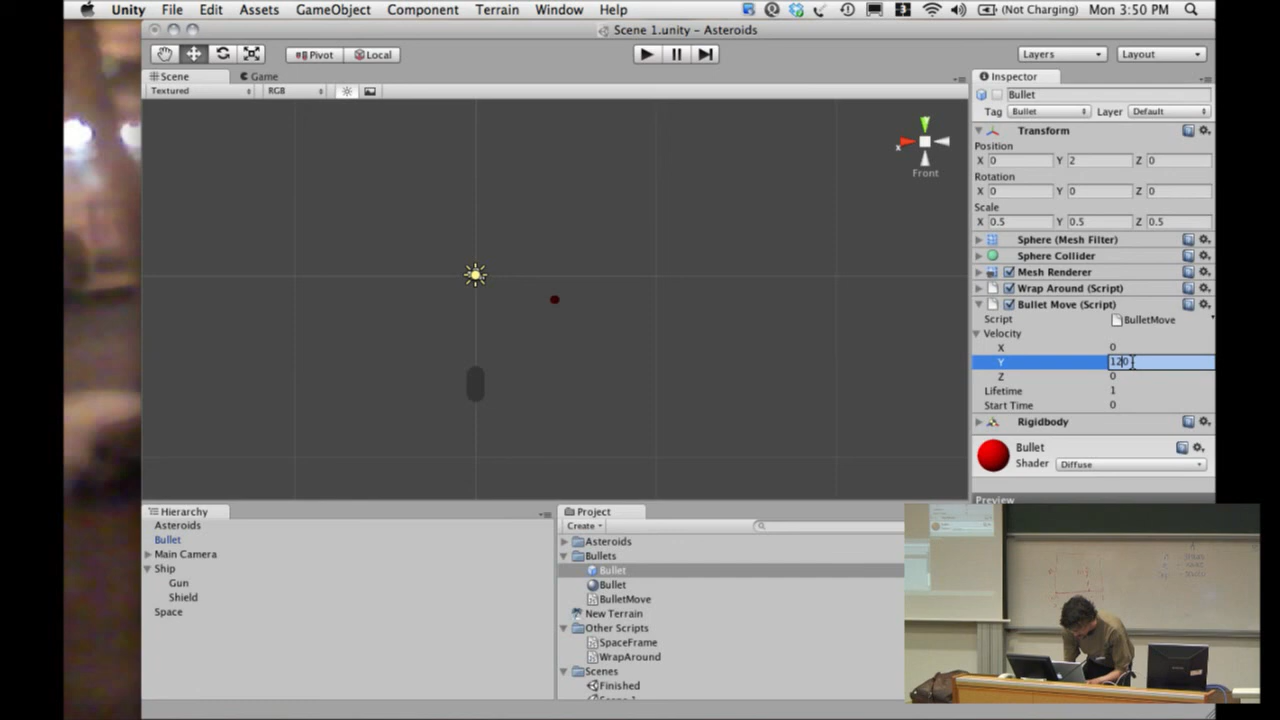 Unity File Edit Assets GameObject Component Terrain Window Help (Not Charging) Mon 3:50 PM
Scene 1.unity – Asteroids
Pivot Local Layers Layout
Scene Game Inspector
Textured RGB Bullet
Tag Bullet Layer Default
Transform
Position
X 0 Y 2 Z 0
Rotation
X 0 Y 0 Z 0
Scale
X 0.5 Y 0.5 Z 0.5
x
Front
Sphere (Mesh Filter)
Sphere Collider
Mesh Renderer
Wrap Around (Script)
Bullet Move (Script)
Script BulletMove
Velocity
X 0
Y 120
Z 0
Lifetime 1
Start Time 0
Rigidbody
Bullet
Shader Diffuse
Preview
Hierarchy
Asteroids
Bullet
Main Camera
Ship
Gun
Shield
Space
Project
Create
Asteroids
Bullets
Bullet
Bullet
BulletMove
New Terrain
Other Scripts
SpaceFrame
WrapAround
Scenes
Finished